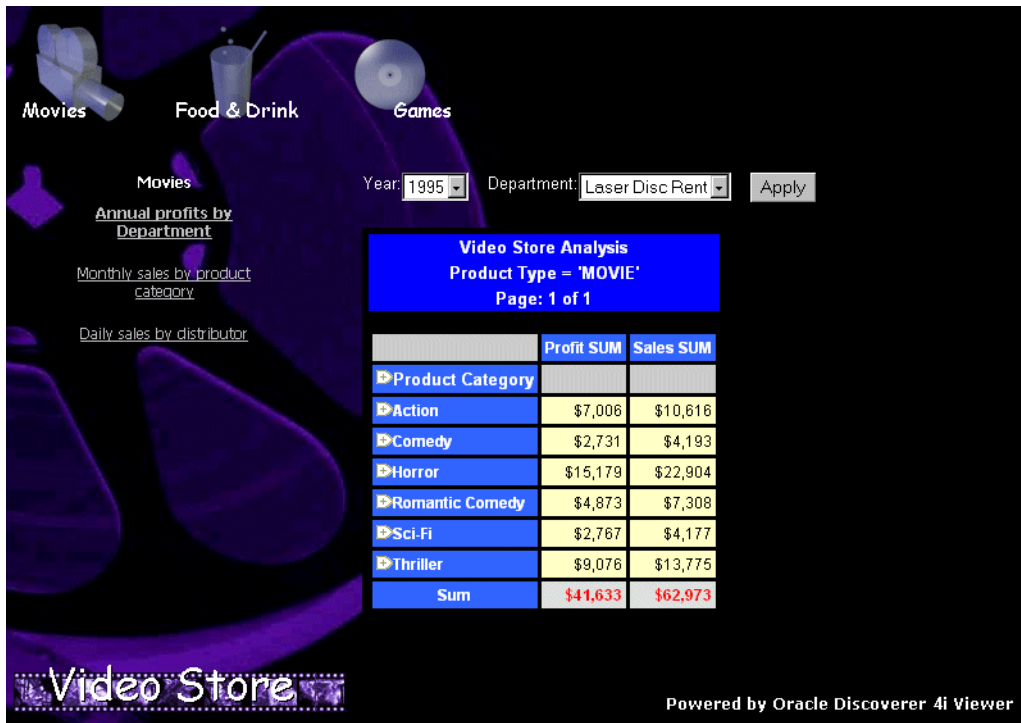 Movies Food & Drink Games
Movies
Annual profits by
Department
Monthly sales by product
category
Daily sales by distributor
Year: 1995 Department: Laser Disc Rent Apply
Video Store Analysis
Product Type = 'MOVIE'
Page: 1 of 1
Profit SUM Sales SUM
Product Category
Action $7,006 $10,616
Comedy $2,731 $4,193
Horror $15,179 $22,904
Romantic Comedy $4,873 $7,308
Sci-Fi $2,767 $4,177
Thriller $9,076 $13,775
Sum $41,633 $62,973
Video Store
Powered by Oracle Discoverer 4i Viewer